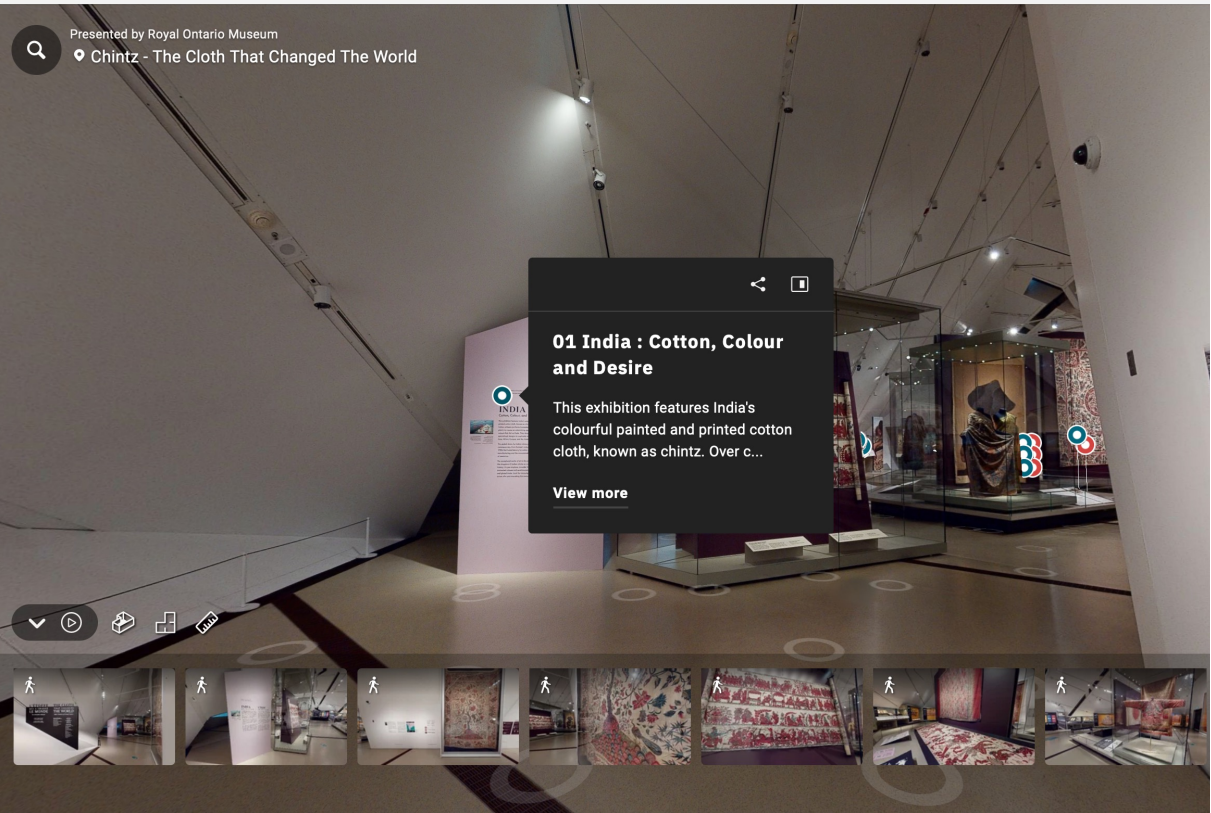 Presented by Royal Ontario Museum
Chintz - The Cloth That Changed The World
01 India : Cotton, Colour
and Desire
This exhibition features India's
colourful painted and printed cotton
cloth, known as chintz. Over c...
View more
INDIA